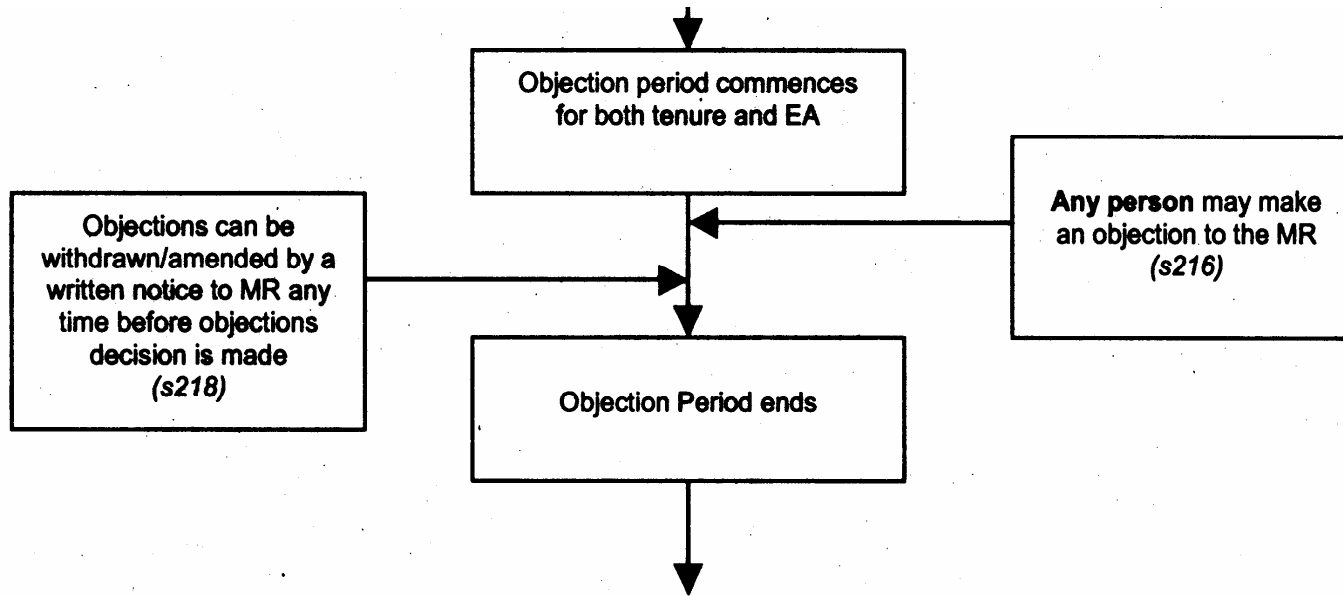 Objection period commences
for both tenure and EA
Any person may make
an objection to the MR
(s216)
Objections can be
withdrawn/amended by a
written notice to MR any
time before objections
decision is made
(s218)
Objection Period ends